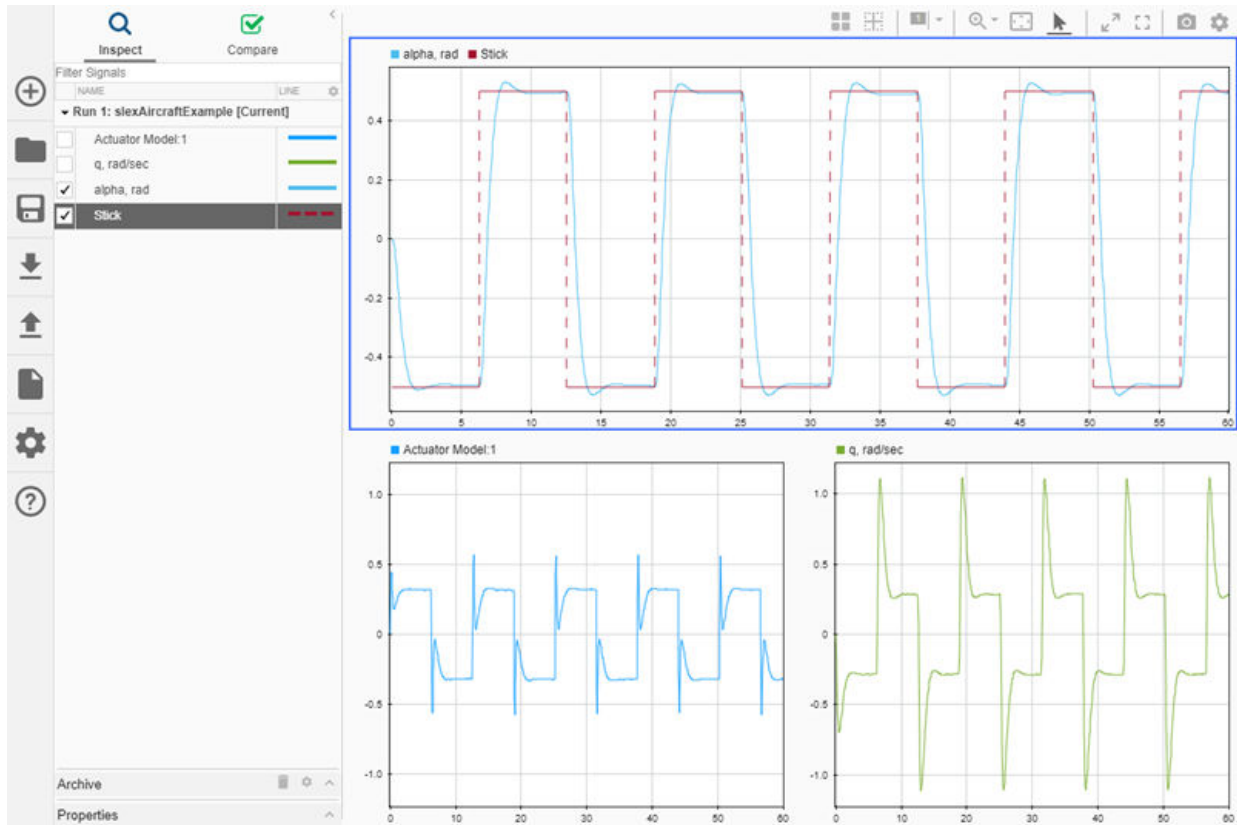 Inspect Compare
Filter Signals
NAME LINE
Run 1: slexAircraftExample [Current]
Actuator Model:1
q, rad/sec
alpha, rad
Stick
Archive
Properties
1
alpha, rad Stick
0.4
0.2
0
-0.2
-0.4
0 5 10 15 20 25 30 35 40 45 50 55 60
Actuator Model:1
1.0
0.5
0
-0.5
-1.0
0 10 20 30 40 50 60
q, rad/sec
1.0
0.5
0
-0.5
-1.0
0 10 20 30 40 50 60